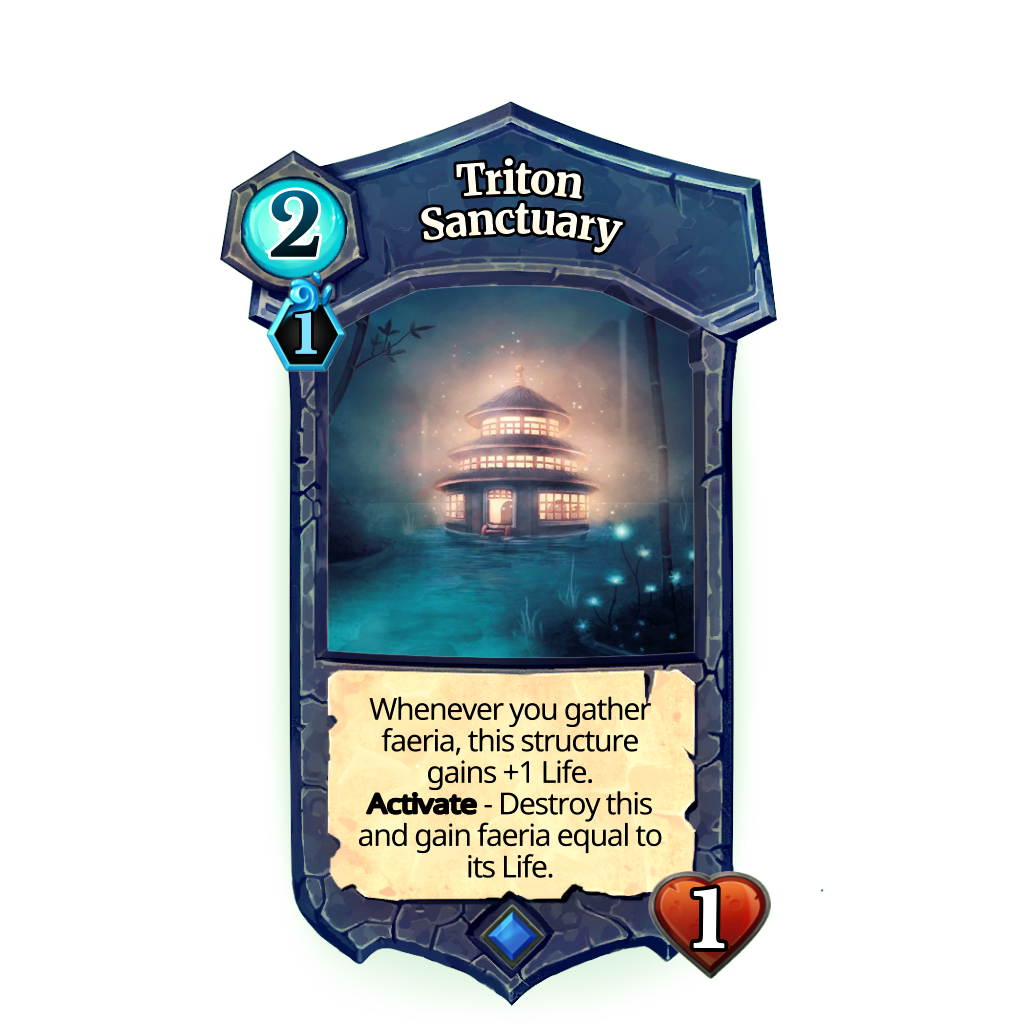 Triton
Sanctuary
2
1
Whenever you gather
faeria, this structure
gains +1 Life.
Activate - Destroy this
and gain faeria equal to
its Life.
1